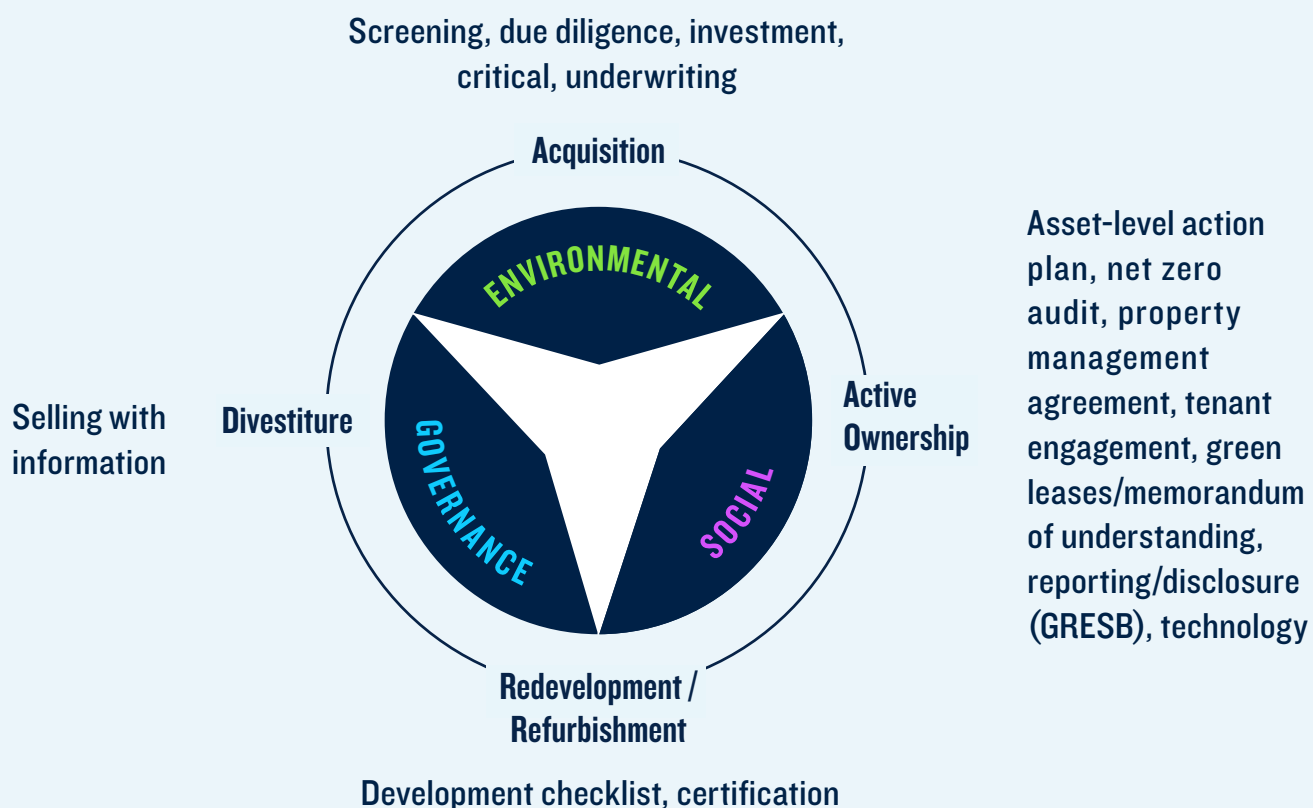 Screening, due diligence, investment,
critical, underwriting
Acquisition
ENVIRONMENTAL
Asset-level action
plan, net zero
audit, property
management
agreement, tenant
engagement, green
leases/memorandum
of understanding,
reporting/disclosure
(GRESB), technology
Active
Ownership
SOCIAL
GOVERNANCE
Divestiture
Selling with
information
Redevelopment /
Refurbishment
Development checklist, certification